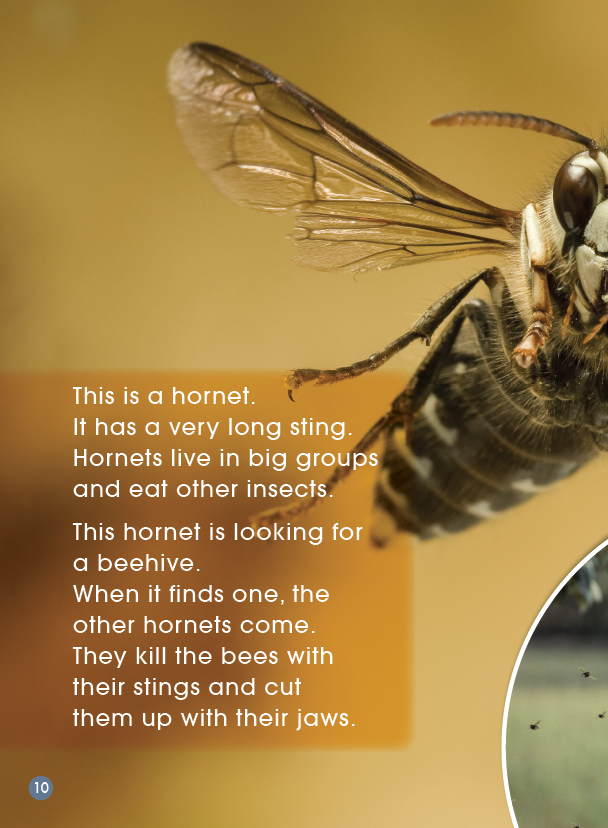 This is a hornet.
It has a very long sting.
Hornets live in big groups
and eat other insects.
This hornet is looking for
a beehive.
When it finds one, the
other hornets come.
They kill the bees with
their stings and cut
them up with their jaws.
10